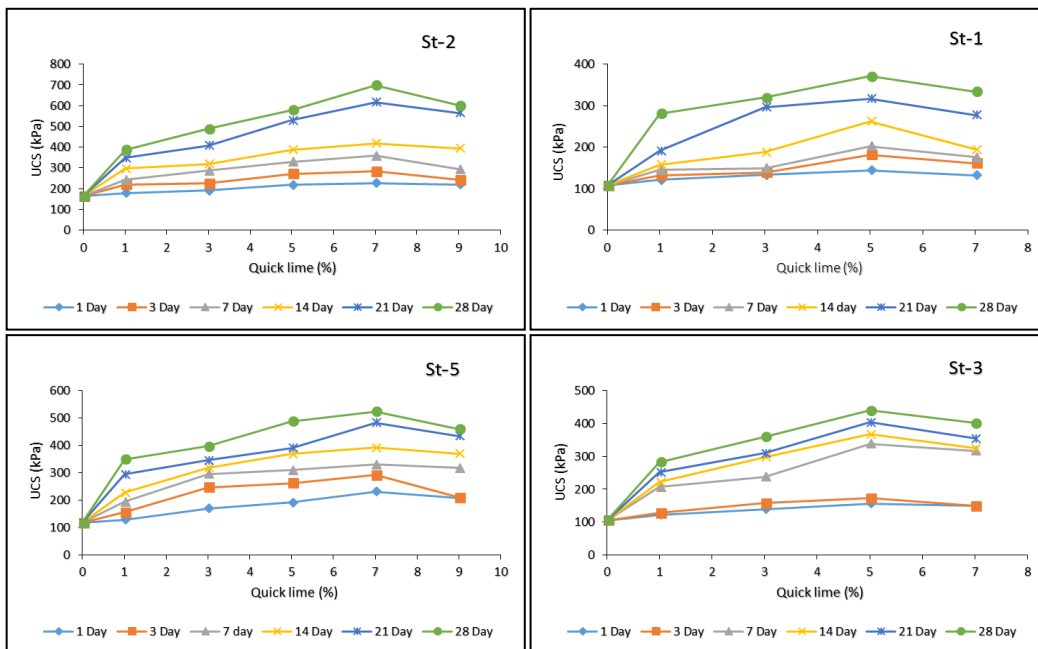 St-2
800
700
600
500
400
300
200
100
0
UCS (kPa)
0 1 2 3 4 5 6 7 8 9 10
Quick lime (%)
1 Day 3 Day 7 Day 14 Day 21 Day 28 Day
St-1
400
300
200
100
0
UCS (kPa)
0 1 2 3 4 5 6 7 8
Quick lime (%)
1 Day 3 Day 7 Day 14 day 21 Day 28 Day
St-5
600
500
400
300
200
100
0
UCS (kPa)
0 1 2 3 4 5 6 7 8 9 10
Quick lime (%)
1 Day 3 Day 7 day 14 Day 21 Day 28 Day
St-3
500
400
300
200
100
0
UCS (kPa)
0 1 2 3 4 5 6 7 8
Quick lime (%)
1 Day 3 Day 7 Day 14 Day 21 Day 28 Day